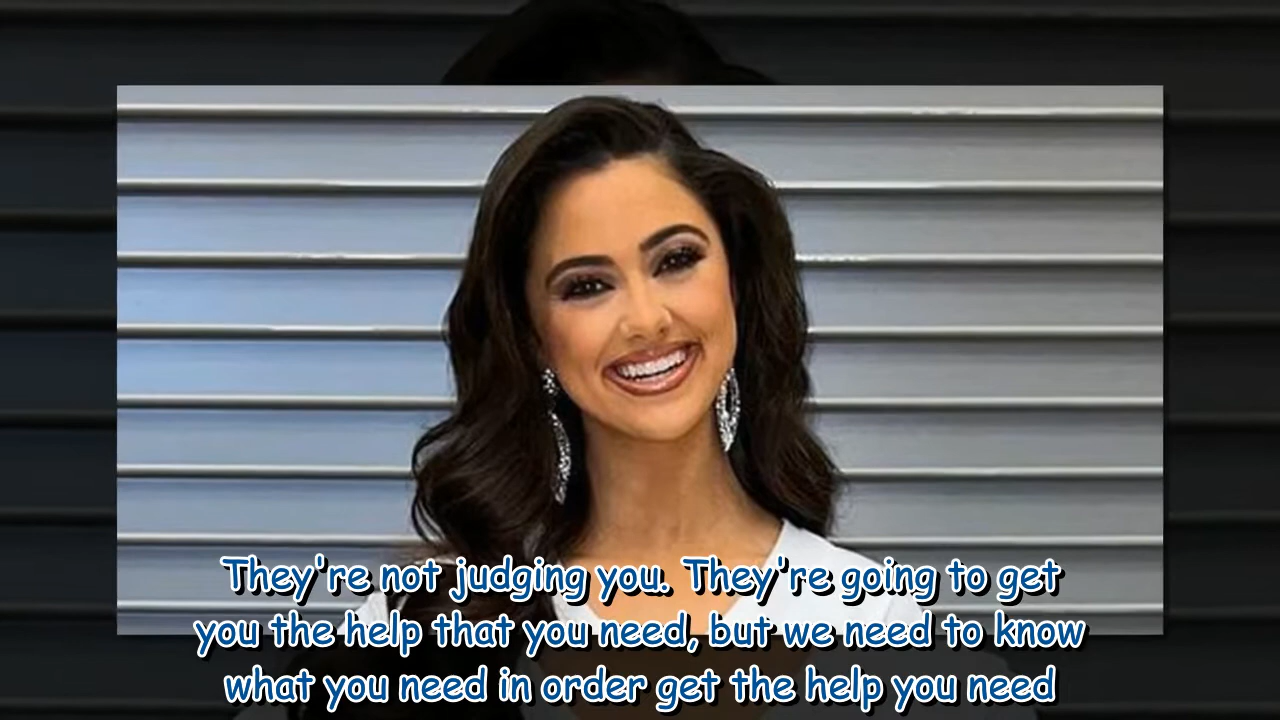 They're not judging you. They're going to get
you the help that you need, but we need to know
what you need in order get the help you need